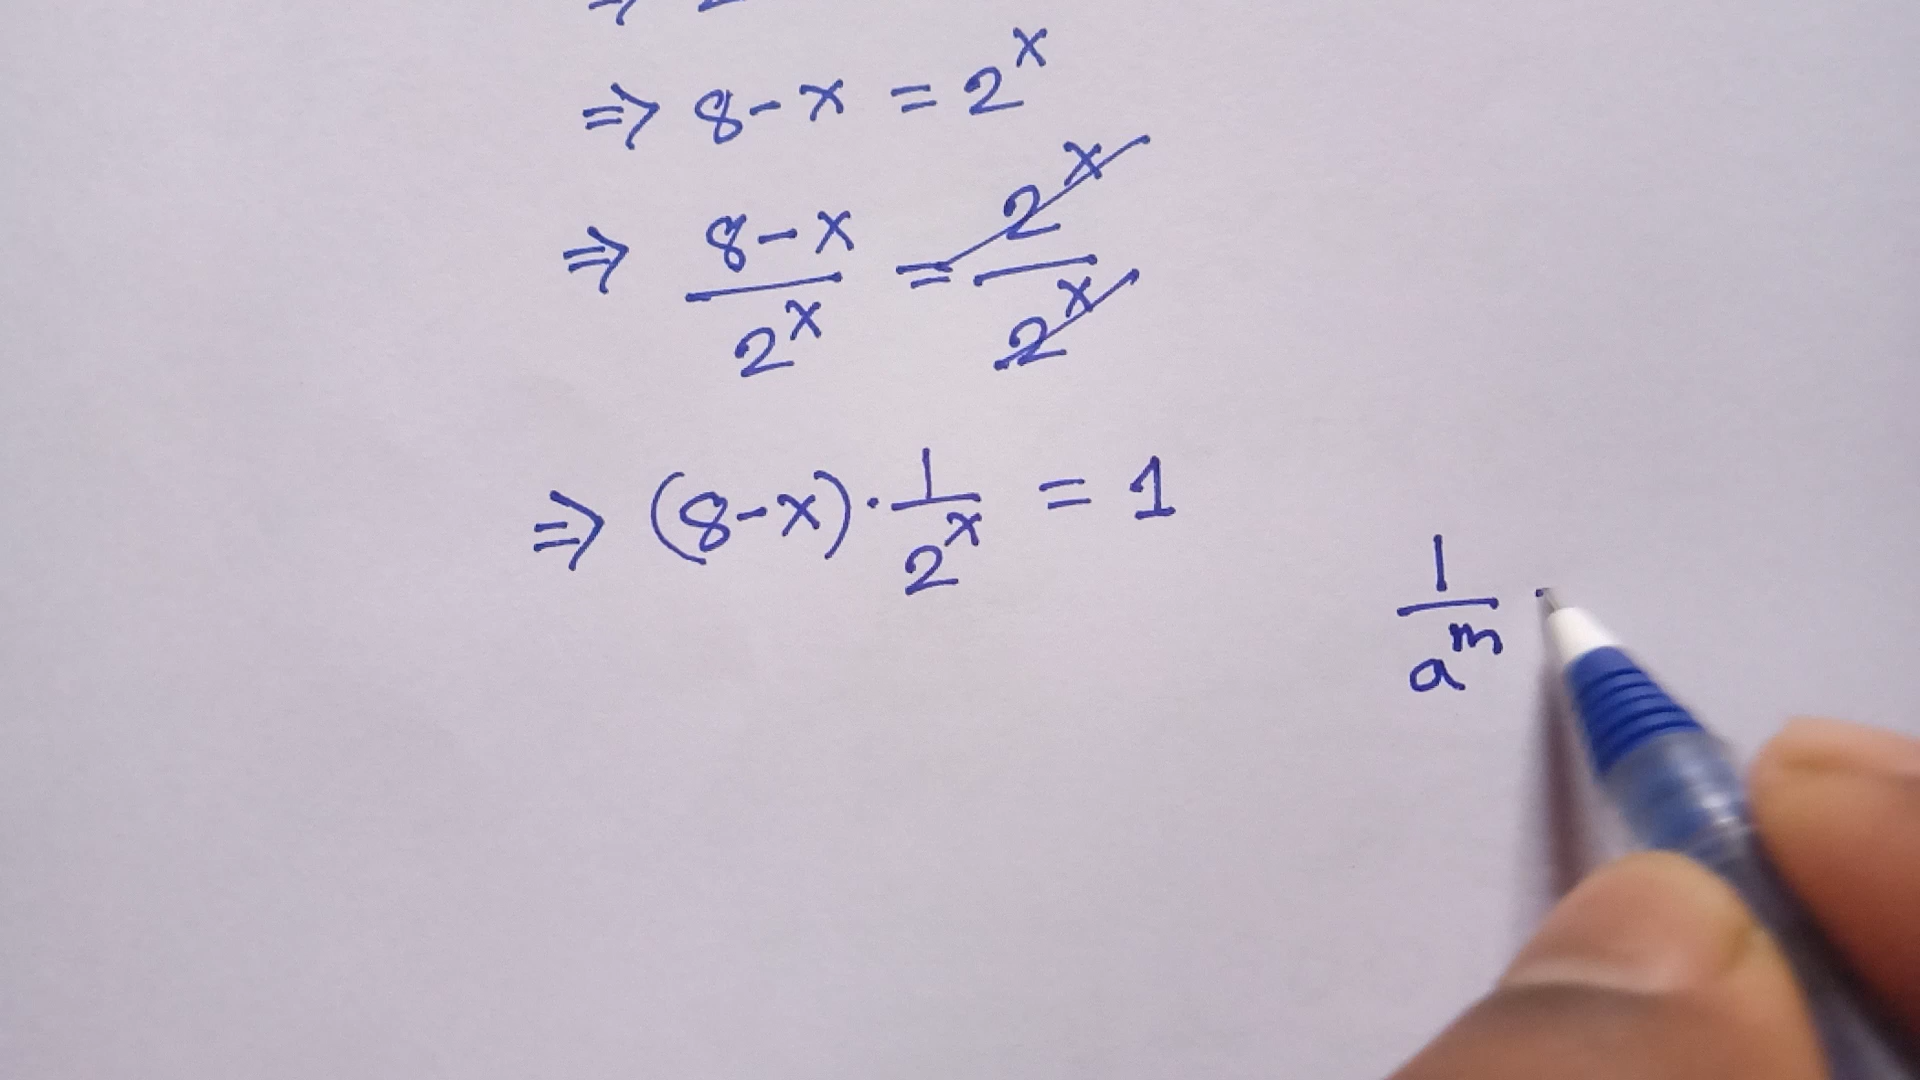 ⇒ 8-x = 2^x
⇒ (8-x)/(2^x) = (2^x)/(2^x)
⇒ (8-x)·1/(2^x) = 1
1/(a^m)